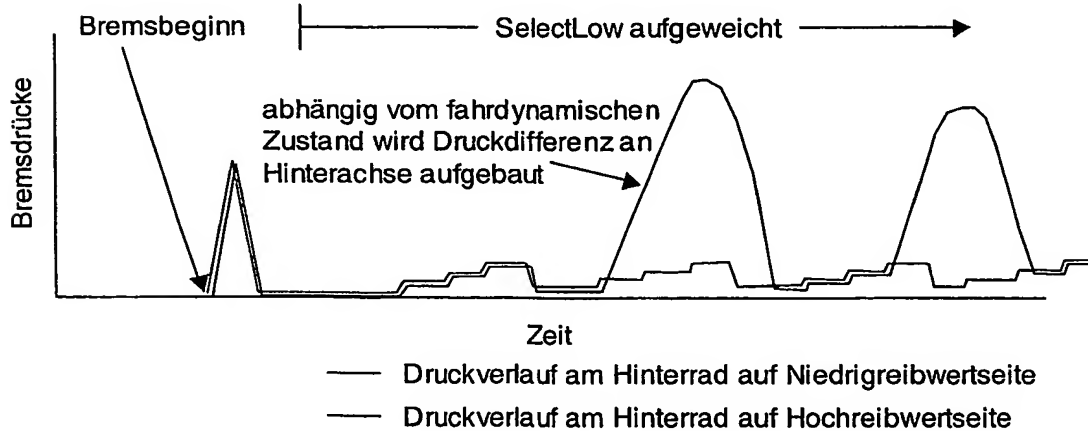 Bremsbeginn
SelectLow aufgeweicht
Bremsdrücke
abhängig vom fahrdynamischen
Zustand wird Druckdifferenz an
Hinterachse aufgebaut
Zeit
Druckverlauf am Hinterrad auf Niedrigreibwertseite
Druckverlauf am Hinterrad auf Hochreibwertseite